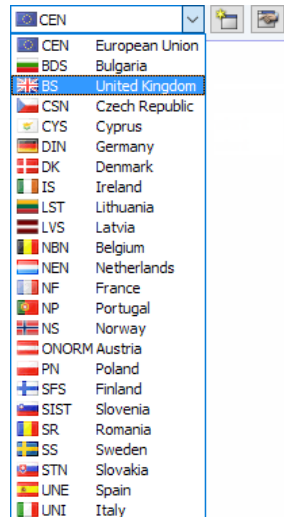 CEN
CEN European Union
BDS Bulgaria
BS United Kingdom
CSN Czech Republic
CYS Cyprus
DIN Germany
DK Denmark
IS Ireland
LST Lithuania
LVS Latvia
NBN Belgium
NEN Netherlands
NF France
NP Portugal
NS Norway
ONORM Austria
PN Poland
SFS Finland
SIST Slovenia
SR Romania
SS Sweden
STN Slovakia
UNE Spain
UNI Italy